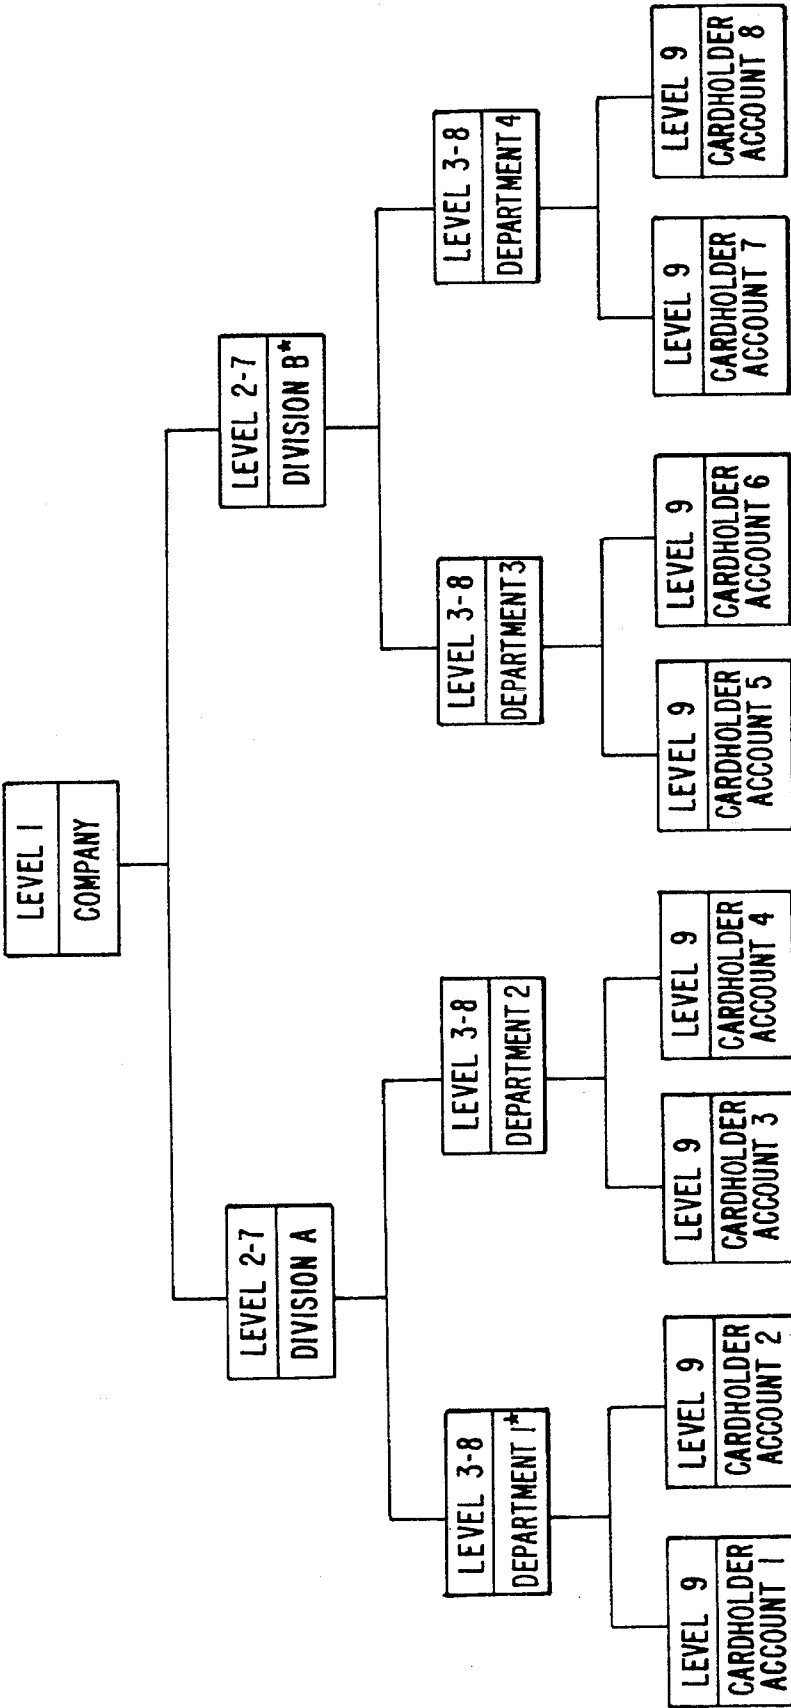 LEVEL 1
COMPANY
LEVEL 2-7
DIVISION A
LEVEL 2-7
DIVISION B*
LEVEL 3-8
DEPARTMENT 1*
LEVEL 3-8
DEPARTMENT 2
LEVEL 3-8
DEPARTMENT 3
LEVEL 3-8
DEPARTMENT 4
LEVEL 9
CARDHOLDER
ACCOUNT 1
LEVEL 9
CARDHOLDER
ACCOUNT 2
LEVEL 9
CARDHOLDER
ACCOUNT 3
LEVEL 9
CARDHOLDER
ACCOUNT 4
LEVEL 9
CARDHOLDER
ACCOUNT 5
LEVEL 9
CARDHOLDER
ACCOUNT 6
LEVEL 9
CARDHOLDER
ACCOUNT 7
LEVEL 9
CARDHOLDER
ACCOUNT 8